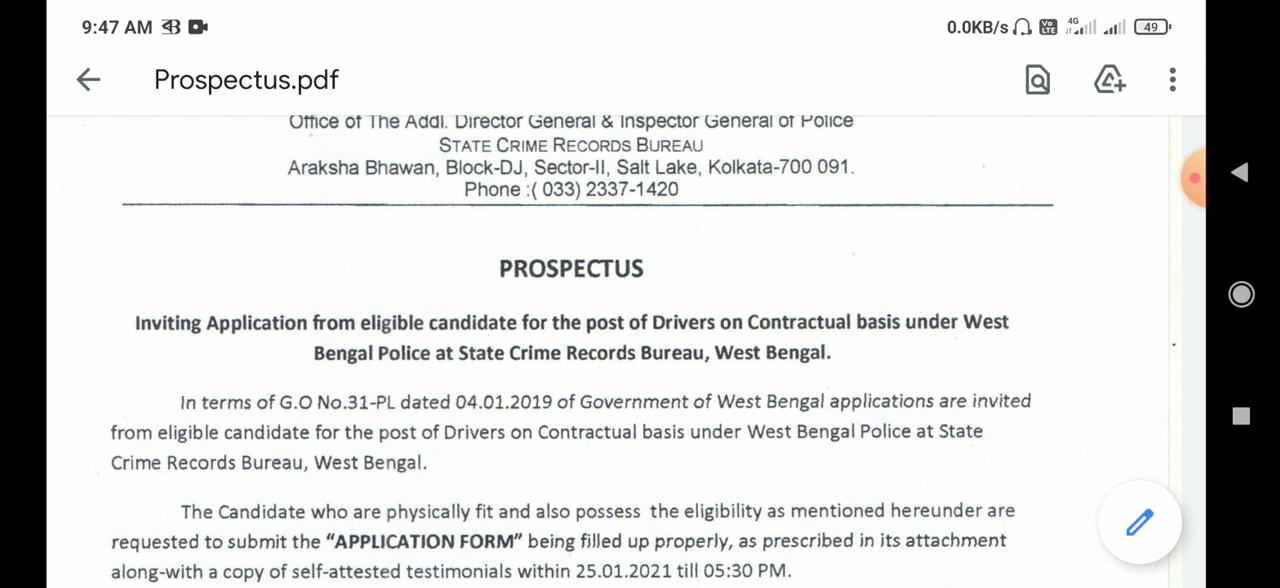 9:47 AM
0.0KB/s Vo LTE 4G 49
Prospectus.pdf
Office of The Addl. Director General & Inspector General of Police
STATE CRIME RECORDS BUREAU
Araksha Bhawan, Block-DJ, Sector-II, Salt Lake, Kolkata-700 091.
Phone :( 033) 2337-1420
PROSPECTUS
Inviting Application from eligible candidate for the post of Drivers on Contractual basis under West
Bengal Police at State Crime Records Bureau, West Bengal.
In terms of G.O No.31-PL dated 04.01.2019 of Government of West Bengal applications are invited
from eligible candidate for the post of Drivers on Contractual basis under West Bengal Police at State
Crime Records Bureau, West Bengal.
The Candidate who are physically fit and also possess the eligibility as mentioned hereunder are
requested to submit the “APPLICATION FORM” being filled up properly, as prescribed in its attachment
along-with a copy of self-attested testimonials within 25.01.2021 till 05:30 PM.